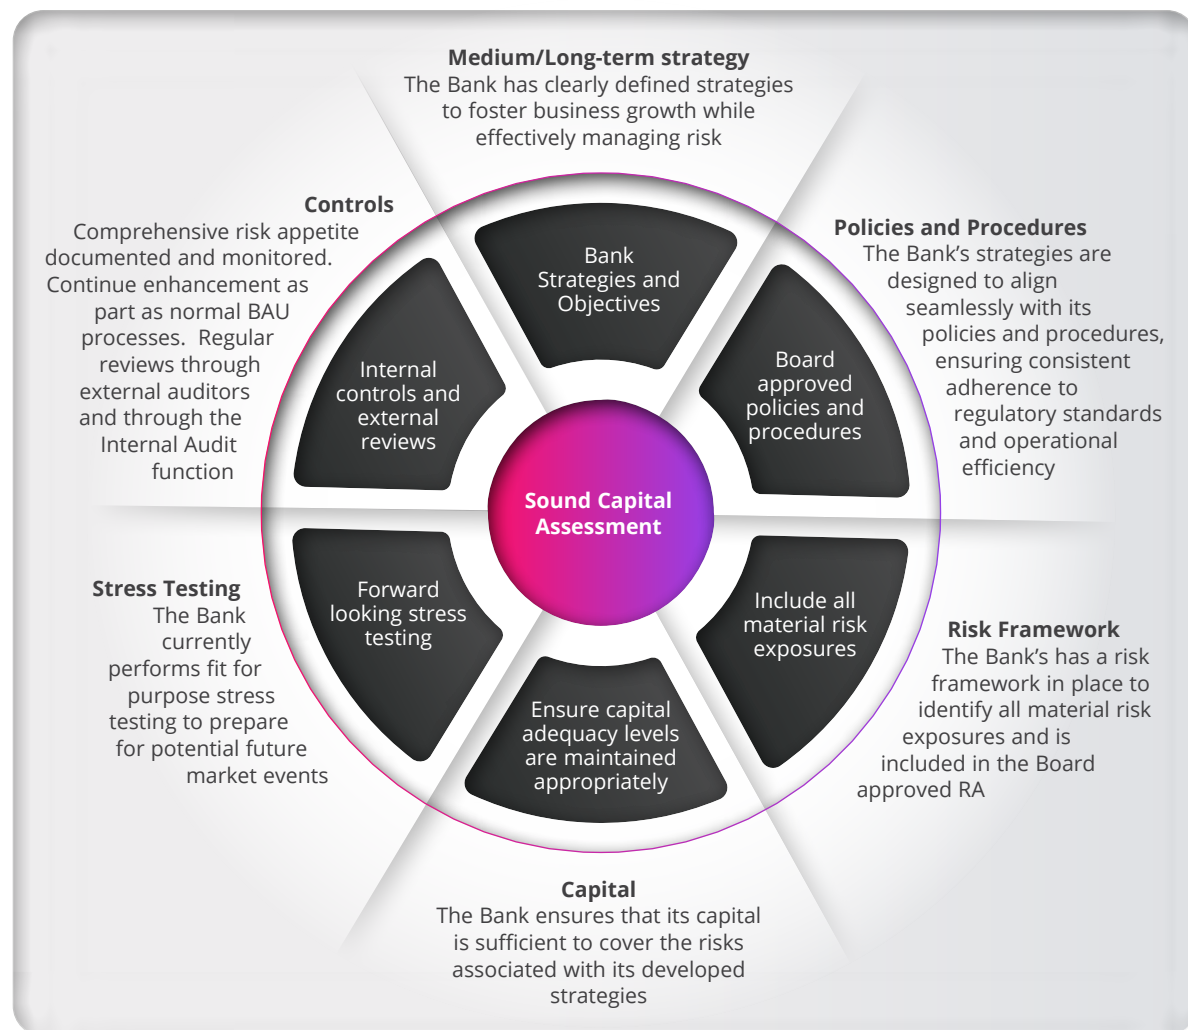 Medium/Long-term strategy
The Bank has clearly defined strategies
to foster business growth while
effectively managing risk
Controls
Comprehensive risk appetite
documented and monitored.
Continue enhancement as
part as normal BAU
processes.  Regular
reviews through
external auditors
and through the
Internal Audit
function
Policies and Procedures
The Bank’s strategies are
designed to align
seamlessly with its
policies and procedures,
ensuring consistent
adherence to
regulatory standards
and operational
efficiency
Bank
Strategies and
Objectives
Internal
controls and
external
reviews
Board
approved
policies and
procedures
Sound Capital
Assessment
Forward
looking stress
testing
Include all
material risk
exposures
Ensure capital
adequacy levels
are maintained
appropriately
Stress Testing
The Bank
currently
performs fit for
purpose stress
testing to prepare
for potential future
market events
Risk Framework
The Bank’s has a risk
framework in place to
identify all material risk
exposures and is
included in the Board
approved RA
Capital
The Bank ensures that its capital
is sufficient to cover the risks
associated with its developed
strategies